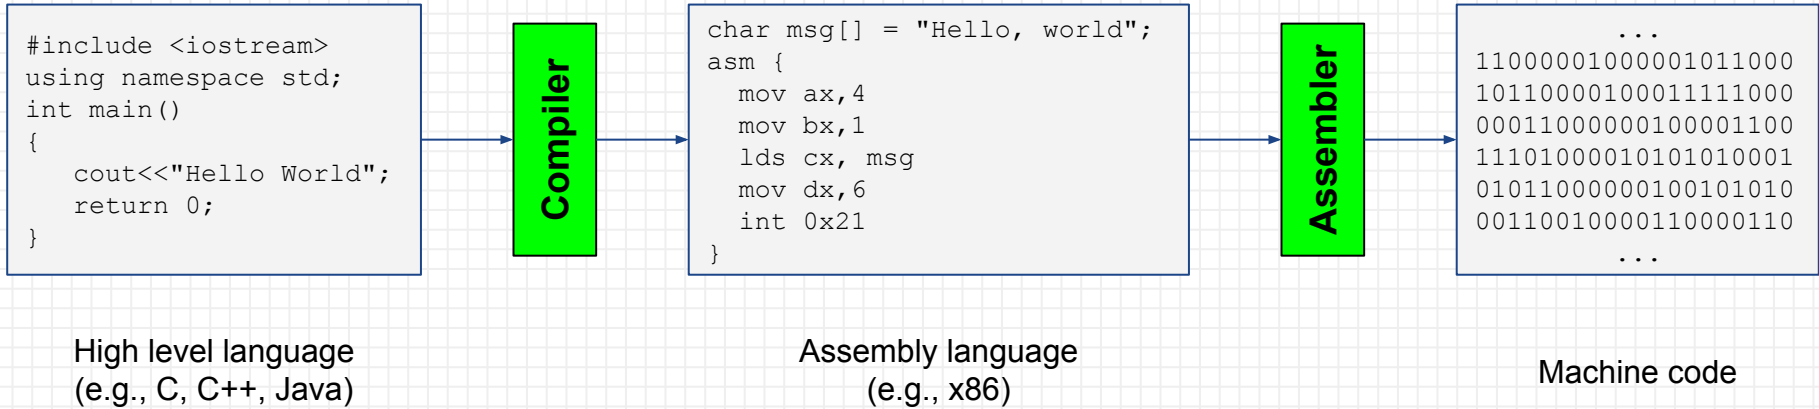 #include <iostream>
using namespace std;
int main()
{
   cout<<"Hello World";
   return 0;
}
Compiler
char msg[] = "Hello, world";
asm {
  mov ax,4
  mov bx,1
  lds cx, msg
  mov dx,6
  int 0x21
}
Assembler
...
11000001000001011000
10110000100011111000
00011000000100001100
11101000010101010001
01011000000100101010
00110010000110000110
...
High level language
(e.g., C, C++, Java)
Assembly language
(e.g., x86)
Machine code